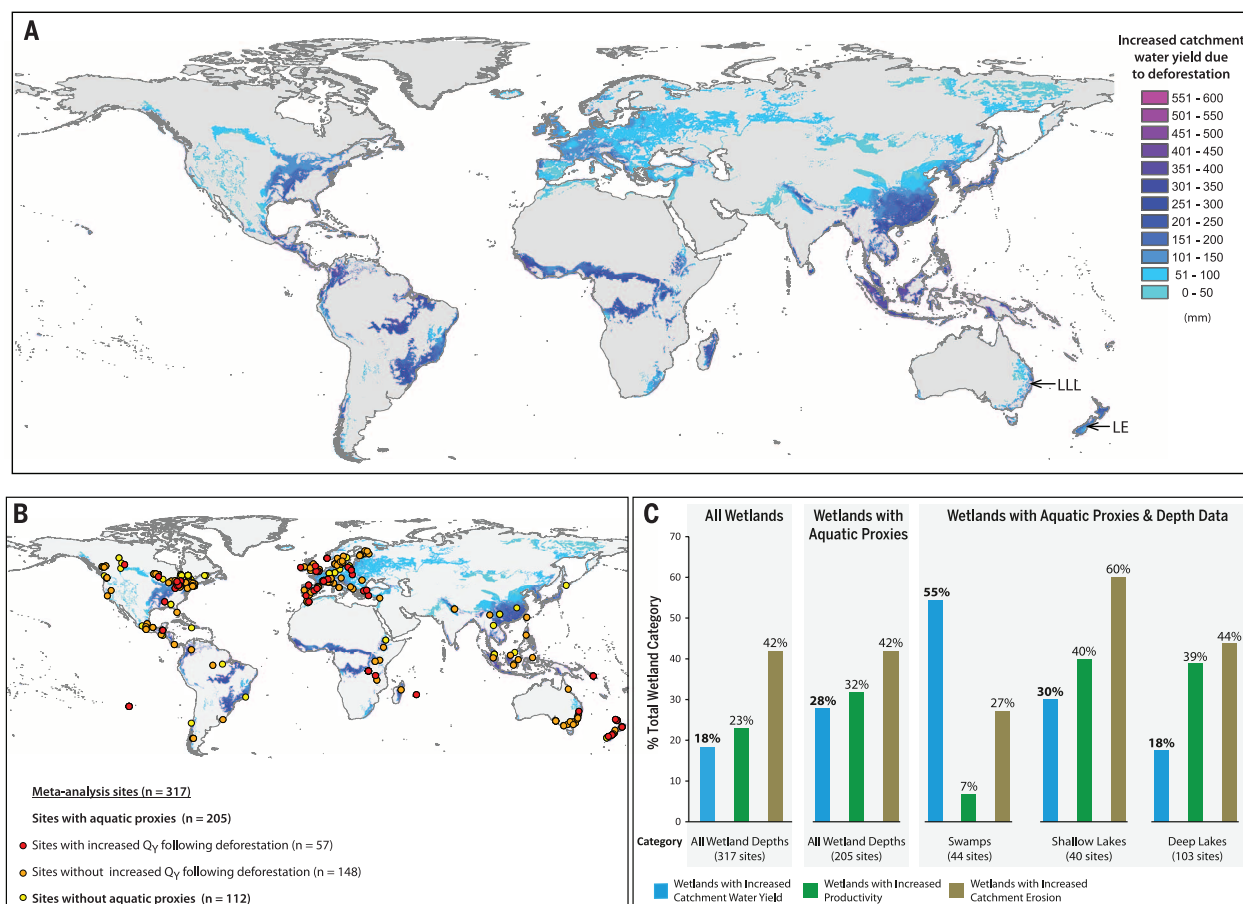 A
Increased catchment
water yield due
to deforestation
551 - 600
501 - 550
451 - 500
401 - 450
351 - 400
301 - 350
251 - 300
201 - 250
151 - 200
101 - 150
51 - 100
0 - 50
(mm)
LLL
LE
B
Meta-analysis sites (n = 317)
Sites with aquatic proxies (n = 205)
Sites with increased QY following deforestation (n = 57)
Sites without increased QY following deforestation (n = 148)
Sites without aquatic proxies (n = 112)
C
All Wetlands
Wetlands with
Aquatic Proxies
Wetlands with Aquatic Proxies & Depth Data
% Total Wetland Category
70
60
50
40
30
20
10
0
18%
23%
42%
28%
32%
42%
55%
7%
27%
30%
40%
60%
18%
39%
44%
Category
All Wetland Depths
(317 sites)
All Wetland Depths
(205 sites)
Swamps
(44 sites)
Shallow Lakes
(40 sites)
Deep Lakes
(103 sites)
Wetlands with Increased
Catchment Water Yield
Wetlands with Increased
Productivity
Wetlands with Increased
Catchment Erosion